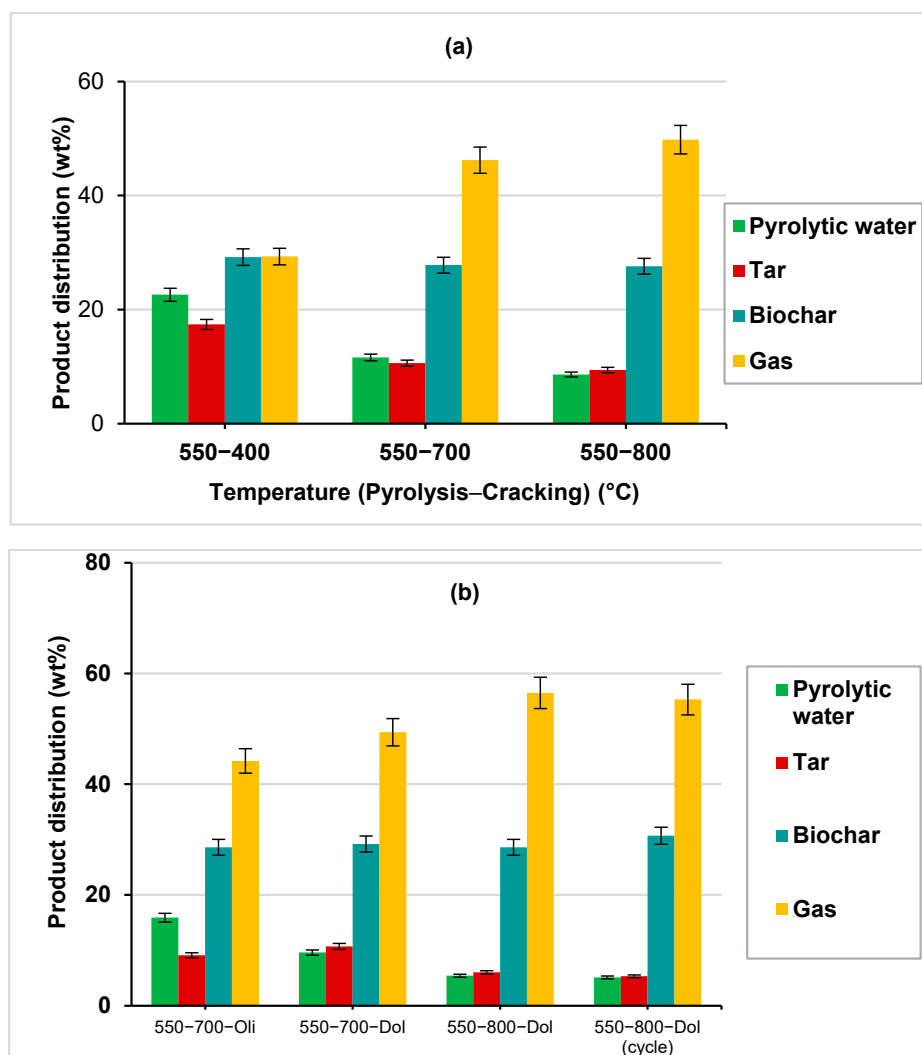 (a)
Product distribution (wt%)
60
40
20
0
550−400
550−700
550−800
Temperature (Pyrolysis−Cracking) (°C)
Pyrolytic water
Tar
Biochar
Gas
(b)
Product distribution (wt%)
80
60
40
20
0
550−700−Oli
550−700−Dol
550−800−Dol
550−800−Dol
(cycle)
Pyrolytic
water
Tar
Biochar
Gas